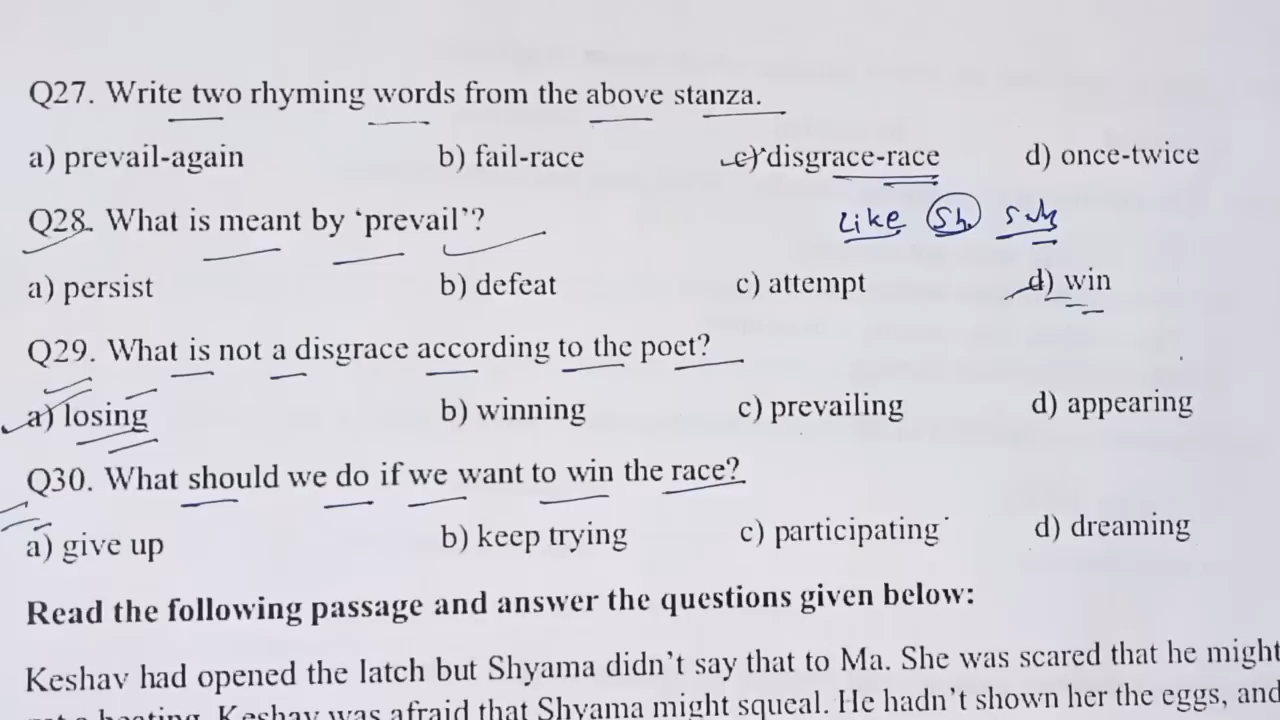 Q27. Write two rhyming words from the above stanza.
a) prevail-again b) fail-race c) disgrace-race d) once-twice
Like Sh. Sub
Q28. What is meant by ‘prevail’?
a) persist b) defeat c) attempt d) win
Q29. What is not a disgrace according to the poet?
a) losing b) winning c) prevailing d) appearing
Q30. What should we do if we want to win the race?
a) give up b) keep trying c) participating d) dreaming
Read the following passage and answer the questions given below:
Keshav had opened the latch but Shyama didn’t say that to Ma. She was scared that he might
get a beating. Keshav was afraid that Shyama might squeal. He hadn’t shown her the eggs, and